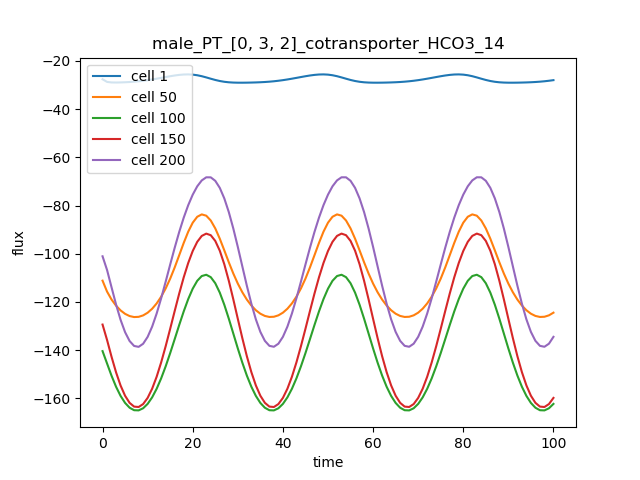 male_PT_[0, 3, 2]_cotransporter_HCO3_14
−20
−40
−60
−80
−100
−120
−140
−160
flux
cell 1
cell 50
cell 100
cell 150
cell 200
0
20
40
60
80
100
time